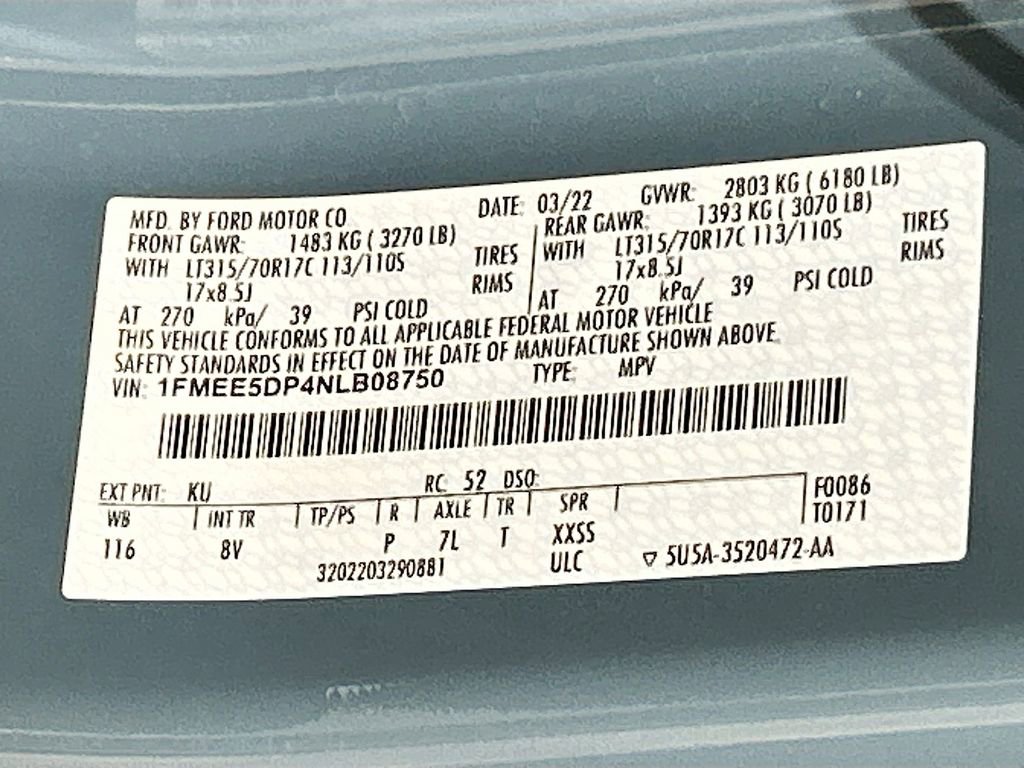 MFD. BY FORD MOTOR CO DATE: 03/22 GVWR: 2803 KG ( 6180 LB)
FRONT GAWR: 1483 KG ( 3270 LB) REAR GAWR: 1393 KG ( 3070 LB)
WITH LT315/70R17C 113/110S TIRES WITH LT315/70R17C 113/110S TIRES
17x8.5J RIMS 17x8.5J RIMS
AT 270 kPa/ 39 PSI COLD AT 270 kPa/ 39 PSI COLD
THIS VEHICLE CONFORMS TO ALL APPLICABLE FEDERAL MOTOR VEHICLE
SAFETY STANDARDS IN EFFECT ON THE DATE OF MANUFACTURE SHOWN ABOVE.
VIN: 1FMEE5DP4NLB08750 TYPE: MPV
EXT PNT: KU RC: 52 DSO: F0086
WB INT TR TP/PS R AXLE TR SPR T0171
116 8V P 7L T XXSS
3202203290881 ULC ▽ 5U5A-3520472-AA